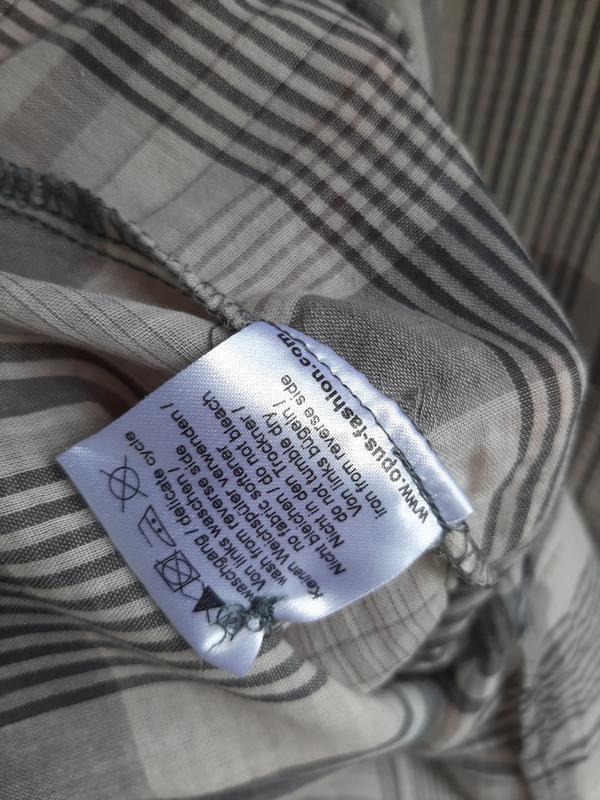 waschgang / delicate cycle
Von links waschen /
wash from reverse side
Keinen Weichspüler verwenden /
no fabric softener
Nicht bleichen / do not bleach
Nicht in den Trockner /
do not tumble dry
Von links bügeln /
iron from reverse side
www.opus-fashion.com